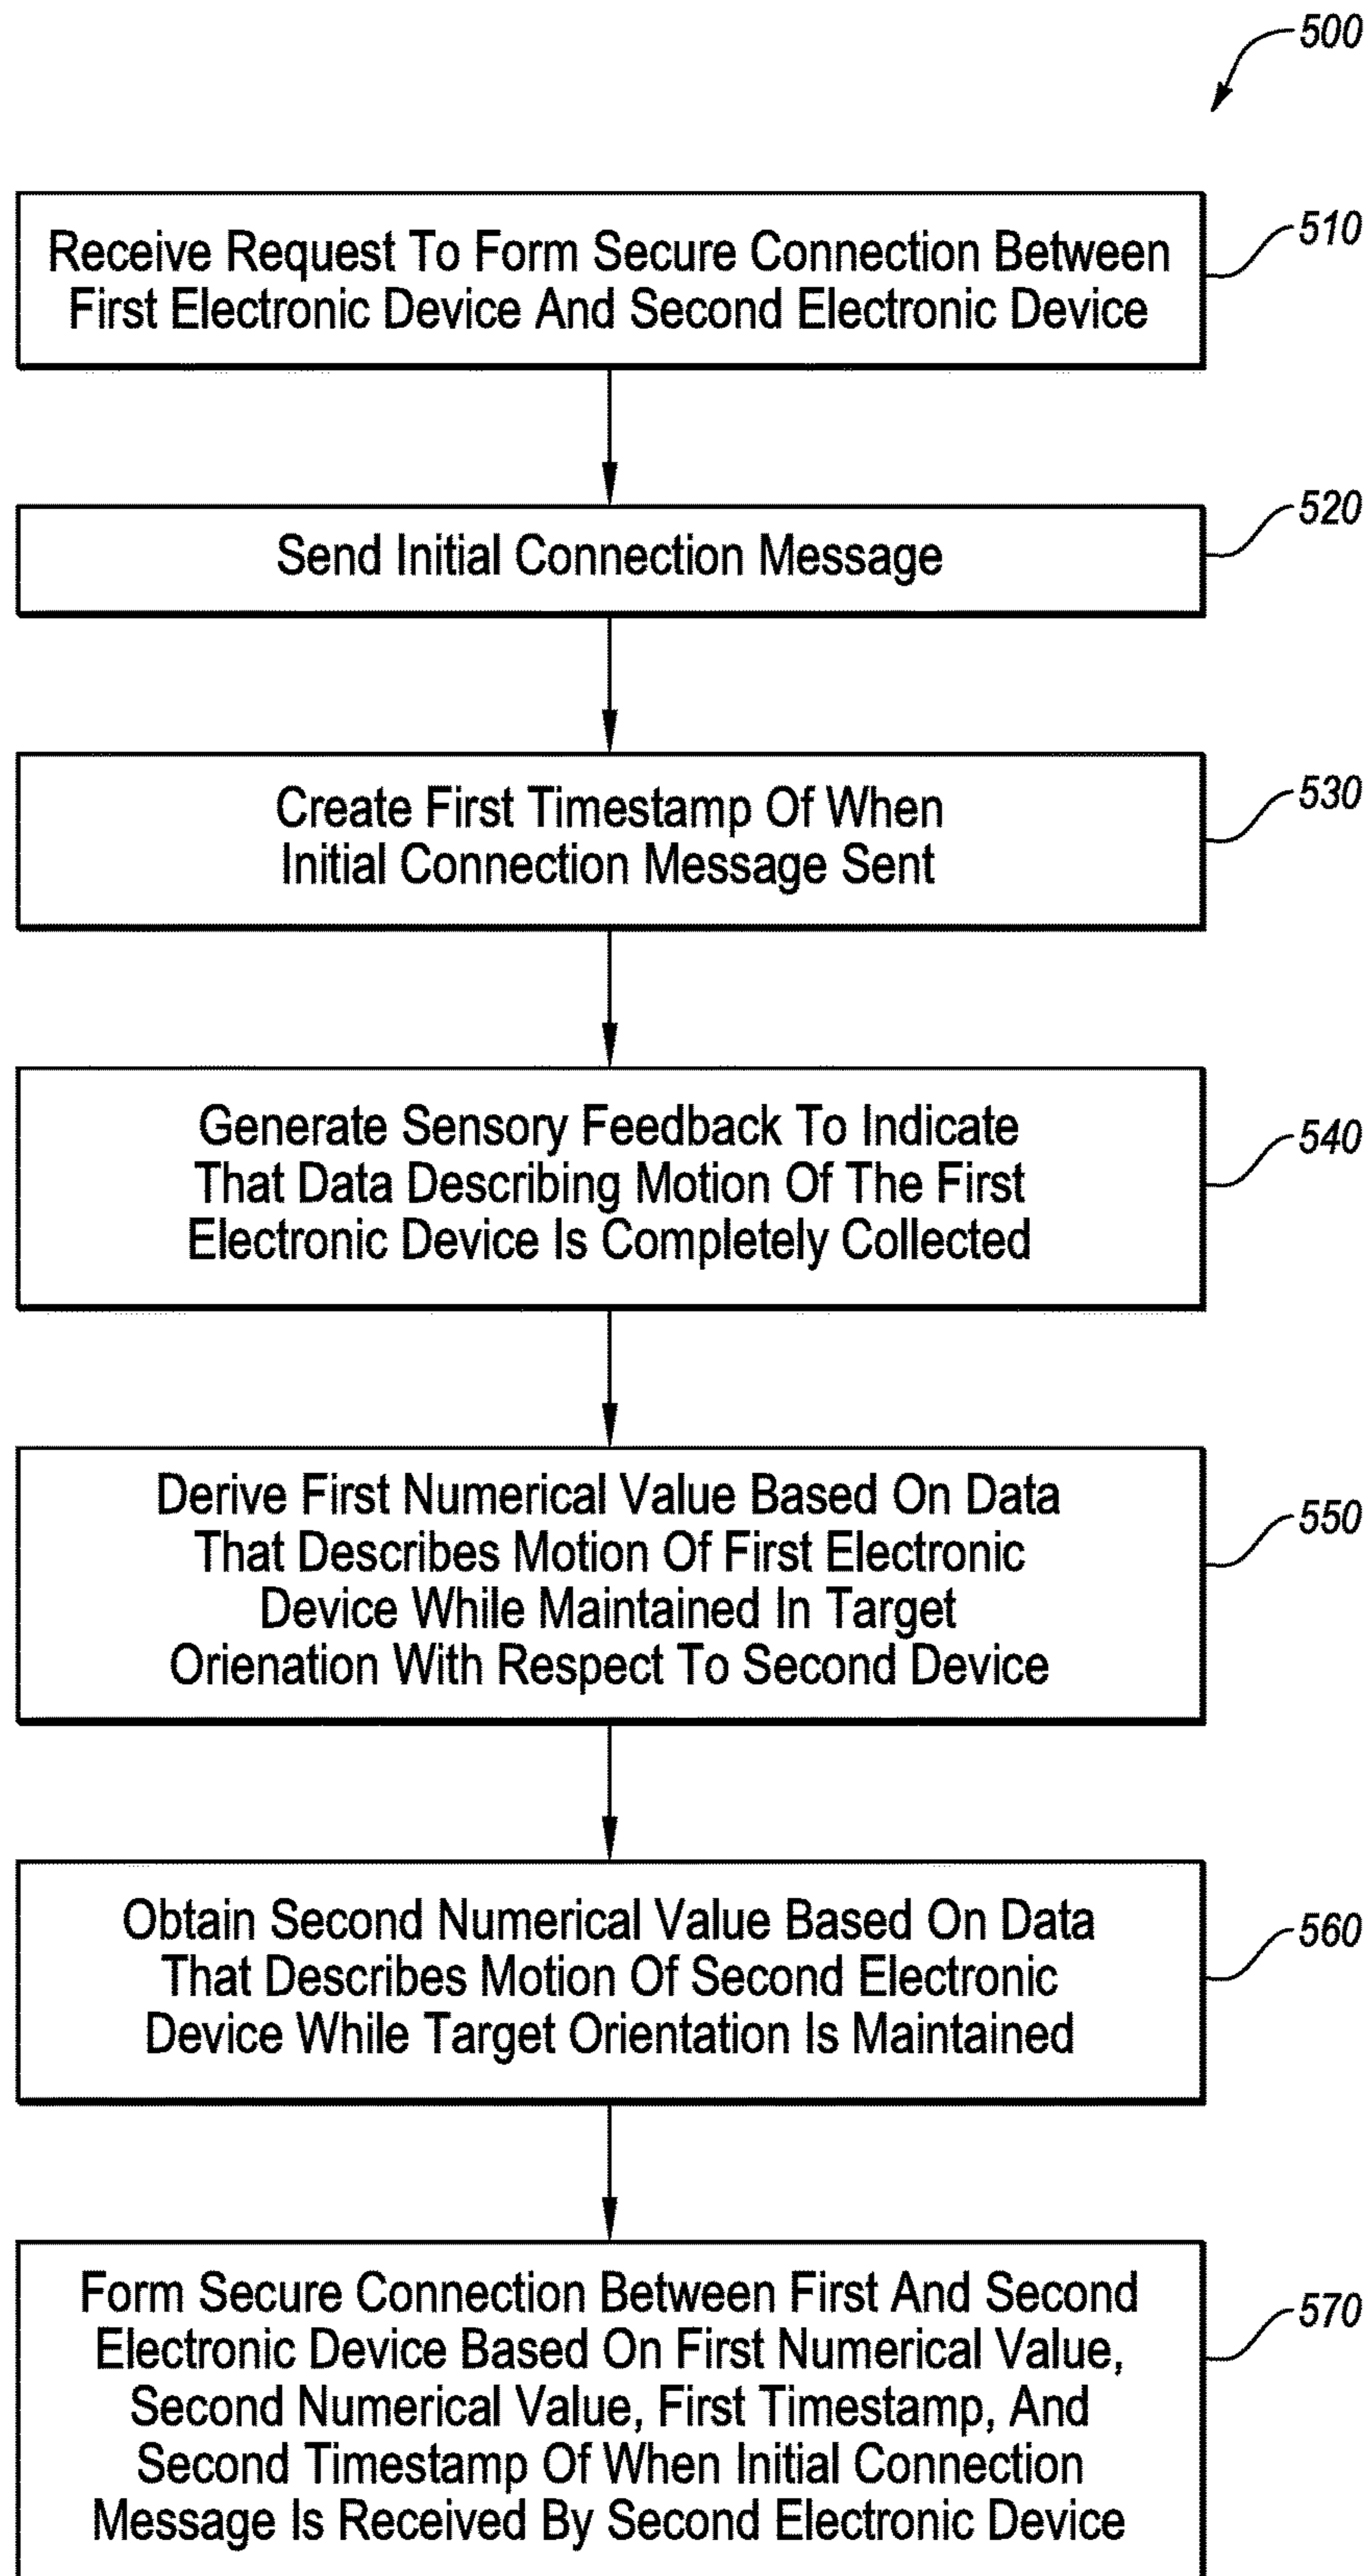 500
Receive Request To Form Secure Connection Between
First Electronic Device And Second Electronic Device
510
Send Initial Connection Message
520
Create First Timestamp Of When
Initial Connection Message Sent
530
Generate Sensory Feedback To Indicate
That Data Describing Motion Of The First
Electronic Device Is Completely Collected
540
Derive First Numerical Value Based On Data
That Describes Motion Of First Electronic
Device While Maintained In Target
Orienation With Respect To Second Device
550
Obtain Second Numerical Value Based On Data
That Describes Motion Of Second Electronic
Device While Target Orientation Is Maintained
560
Form Secure Connection Between First And Second
Electronic Device Based On First Numerical Value,
Second Numerical Value, First Timestamp, And
Second Timestamp Of When Initial Connection
Message Is Received By Second Electronic Device
570